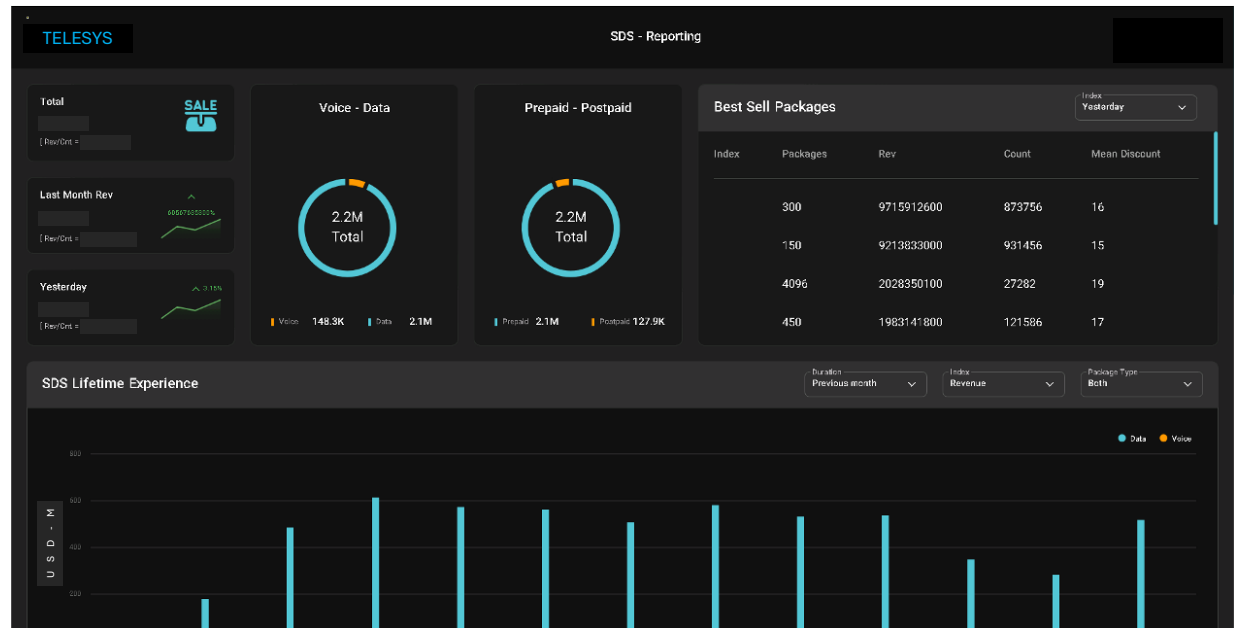 TELESYS
SDS - Reporting
Total
SALE
[ Rev/Cnt =
Last Month Rev
[ Rev/Cnt =
Yesterday
3.15%
[ Rev/Cnt =
Voice - Data
2.2M
Total
Voice 148.3K Data 2.1M
Prepaid - Postpaid
2.2M
Total
Prepaid 2.1M Postpaid 127.9K
Best Sell Packages
Index
Yesterday
Index Packages Rev Count Mean Discount
300 9715912600 873756 16
150 9213833000 931456 15
4096 2028350100 27282 19
450 1983141800 121586 17
SDS Lifetime Experience
Duration
Previous month
Index
Revenue
Package Type
Both
Data Voice
800
600
400
200
USD-M